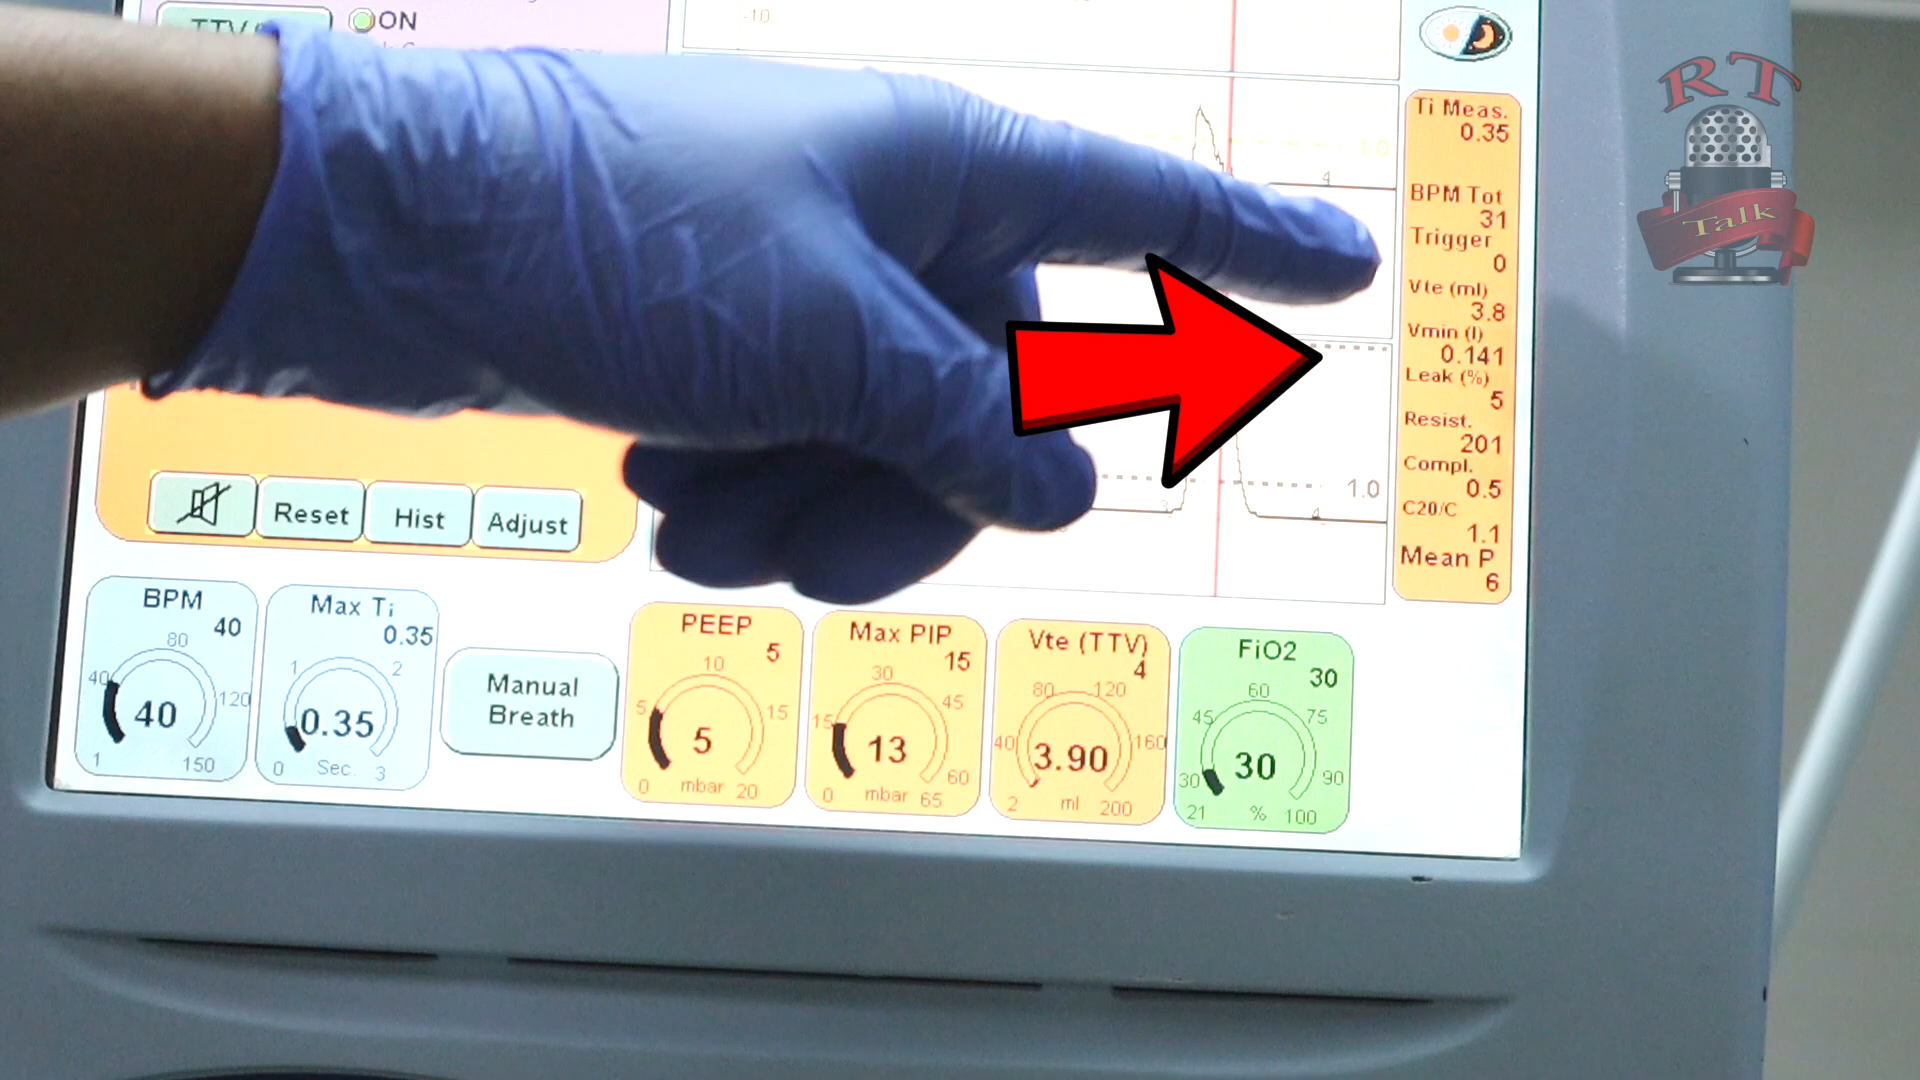 ON
-10
RT
Talk
Ti Meas.
0.35
BPM Tot
31
Trigger
0
Vte (ml)
3.8
Vmin (l)
0.141
Leak (%)
5
Resist.
201
Compl.
0.5
C20/C
1.1
Mean P
6
4
1.0
3
4
Reset
Hist
Adjust
BPM
40
80
40
120
40
1
150
Max Ti
0.35
1
2
0.35
0
Sec.
3
Manual
Breath
PEEP
5
10
5
15
5
0
mbar
20
Max PIP
15
30
15
45
13
60
0
mbar
65
Vte (TTV)
4
80
120
40
160
3.90
2
ml
200
FiO2
30
60
45
75
30
90
30
21
%
100